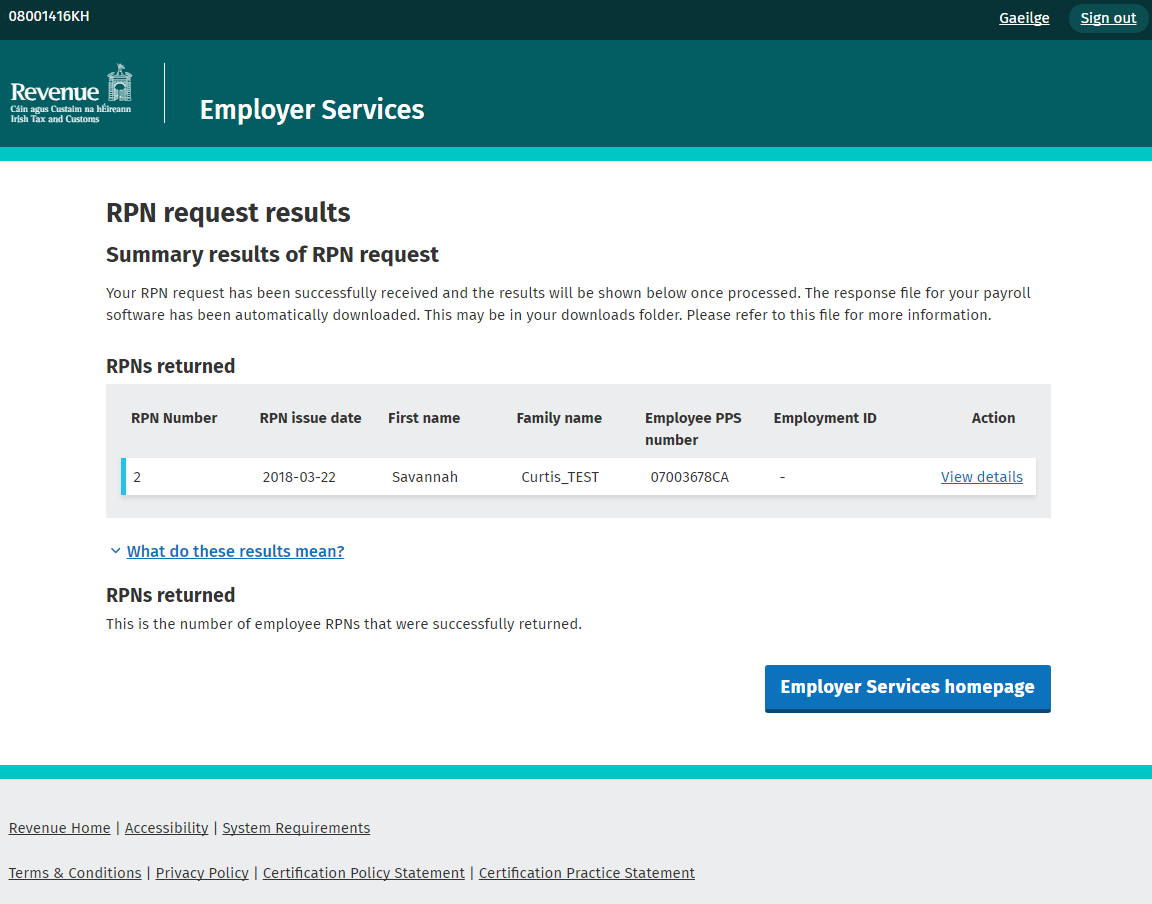 08001416KH
Gaeilge
Sign out
Revenue
Cáin agus Custaim na hÉireann
Irish Tax and Customs
Employer Services
RPN request results
Summary results of RPN request
Your RPN request has been successfully received and the results will be shown below once processed. The response file for your payroll
software has been automatically downloaded. This may be in your downloads folder. Please refer to this file for more information.
RPNs returned
RPN Number RPN issue date First name Family name Employee PPS number Employment ID Action
2 2018-03-22 Savannah Curtis_TEST 07003678CA - View details
What do these results mean?
RPNs returned
This is the number of employee RPNs that were successfully returned.
Employer Services homepage
Revenue Home | Accessibility | System Requirements
Terms & Conditions | Privacy Policy | Certification Policy Statement | Certification Practice Statement